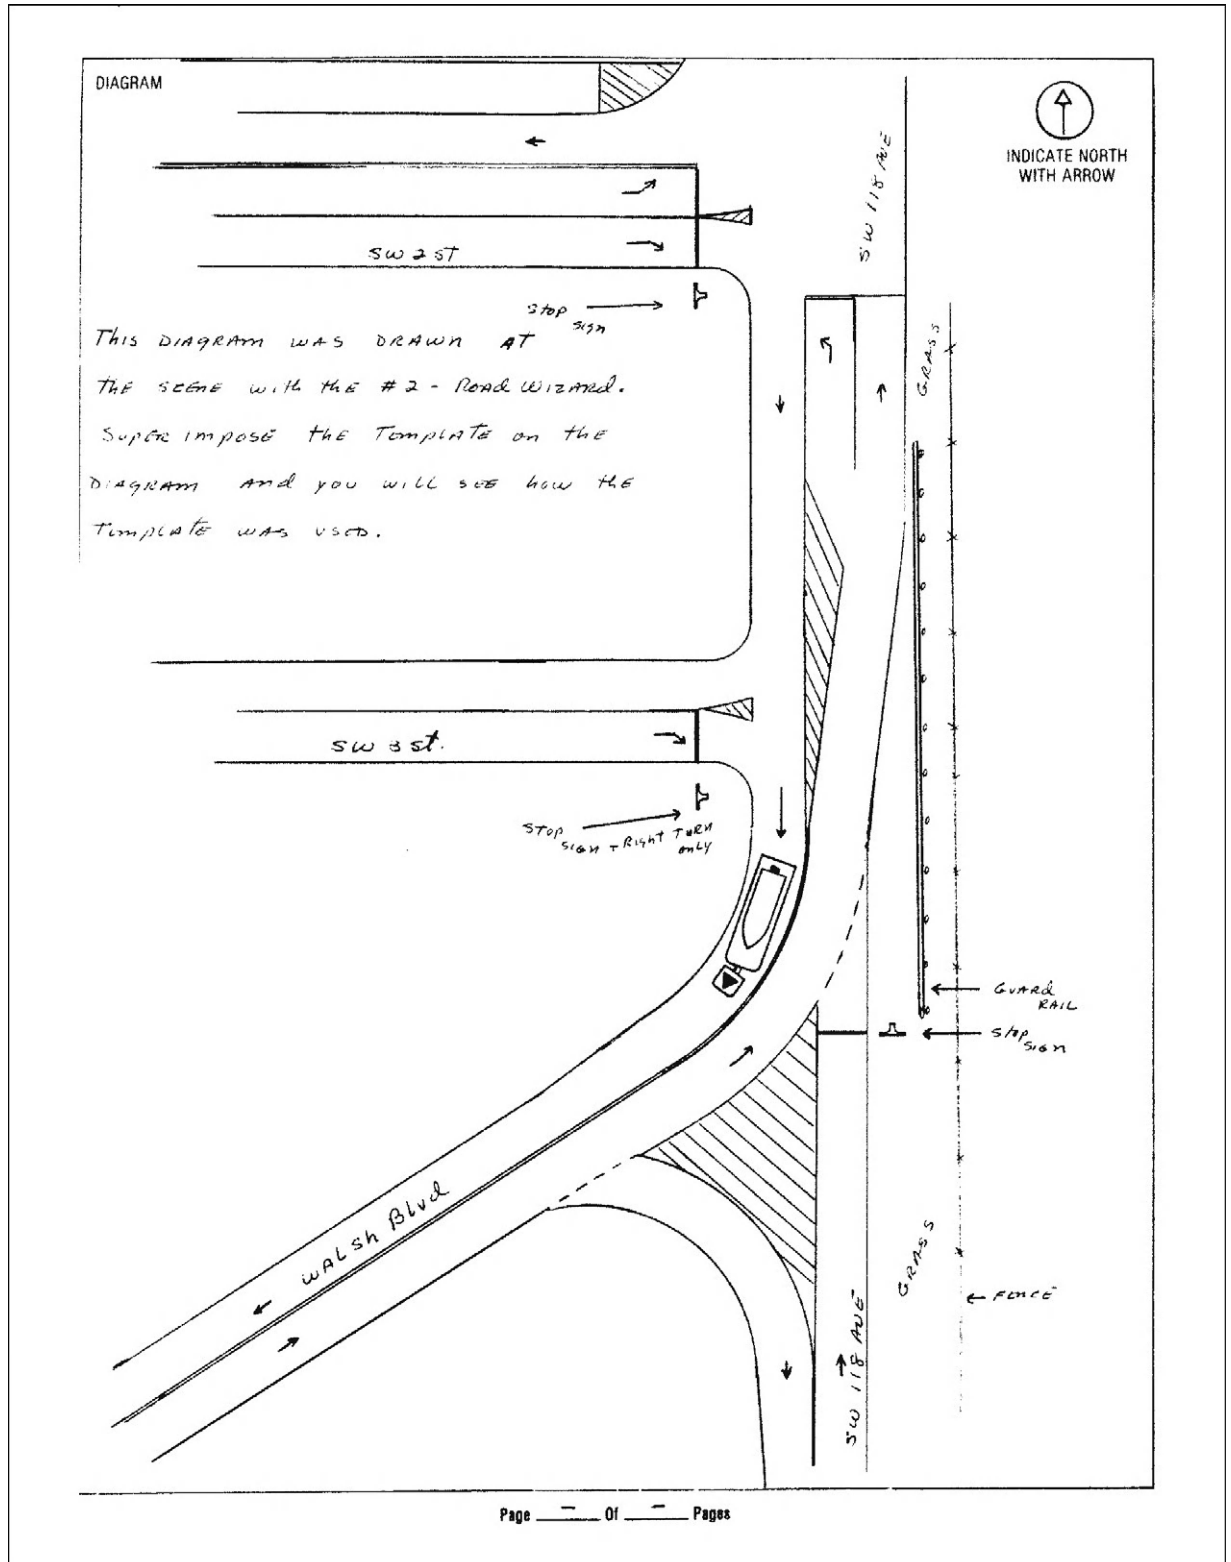 DIAGRAM
INDICATE NORTH
WITH ARROW
SW 118 AVE
SW 2 ST
STOP
SIGN
THIS DIAGRAM WAS DRAWN AT
THE SCENE WITH THE #2 - ROAD WIZARD.
SUPER IMPOSE THE TEMPLATE ON THE
DIAGRAM AND YOU WILL SEE HOW THE
TEMPLATE WAS USED.
GRASS
SW 3 St.
STOP
SIGN + Right TURN
ONLY
GUARD
RAIL
STOP
SIGN
WALSH Blvd
GRASS
FENCE
SW 118 AVE
Page — Of — Pages